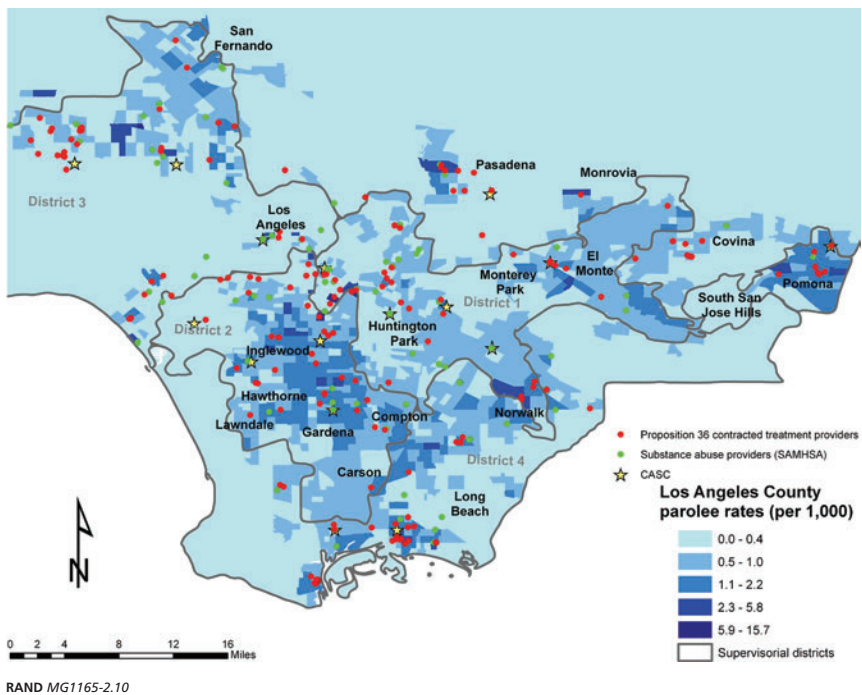 San
Fernando
Pasadena
Monrovia
District 3
Los
Angeles
Covina
El
Monte
Monterey
Park
Pomona
District 1
South San
Jose Hills
District 2
Huntington
Park
Inglewood
Hawthorne
Compton
Norwalk
Lawndale
Gardena
District 4
Carson
Long
Beach
Proposition 36 contracted treatment providers
Substance abuse providers (SAMHSA)
CASC
Los Angeles County
parolee rates (per 1,000)
0.0 - 0.4
0.5 - 1.0
1.1 - 2.2
2.3 - 5.8
5.9 - 15.7
Supervisorial districts
N
0 2 4 8 12 16
Miles
RAND MG1165-2.10